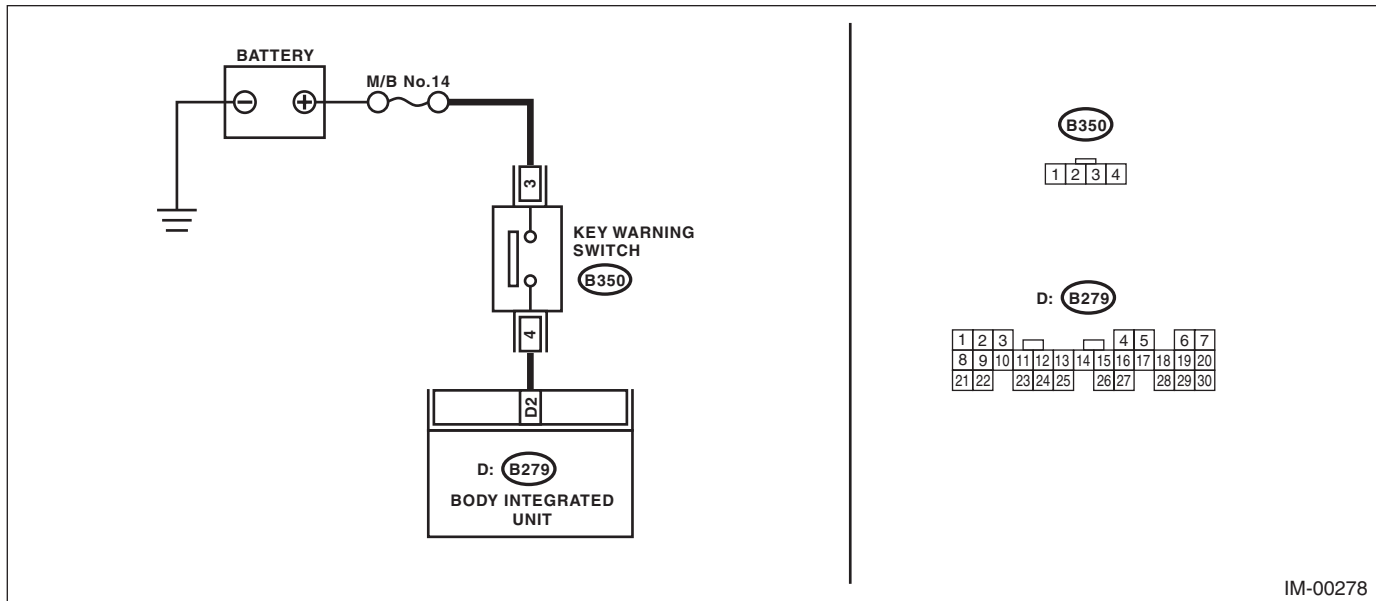 BATTERY
M/B No.14
3
KEY WARNING
SWITCH
B350
4
D2
D: B279
BODY INTEGRATED
UNIT
B350
1 2 3 4
D: B279
1 2 3 4 5 6 7
8 9 10 11 12 13 14 15 16 17 18 19 20
21 22 23 24 25 26 27 28 29 30
IM-00278